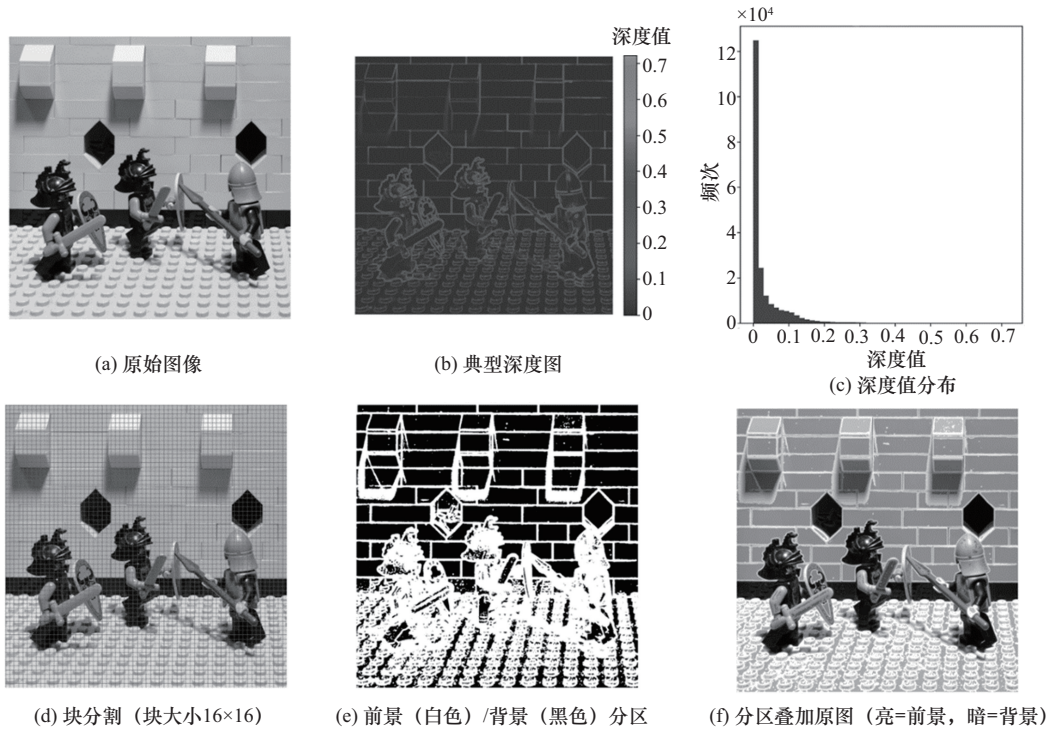 深度值
0.7
0.6
0.5
0.4
0.3
0.2
0.1
0
×10⁴
12
10
8
6
4
2
0
频次
0 0.1 0.2 0.3 0.4 0.5 0.6 0.7
深度值
(a) 原始图像
(b) 典型深度图
(c) 深度值分布
(d) 块分割（块大小16×16）
(e) 前景（白色）/背景（黑色）分区
(f) 分区叠加原图（亮=前景，暗=背景）